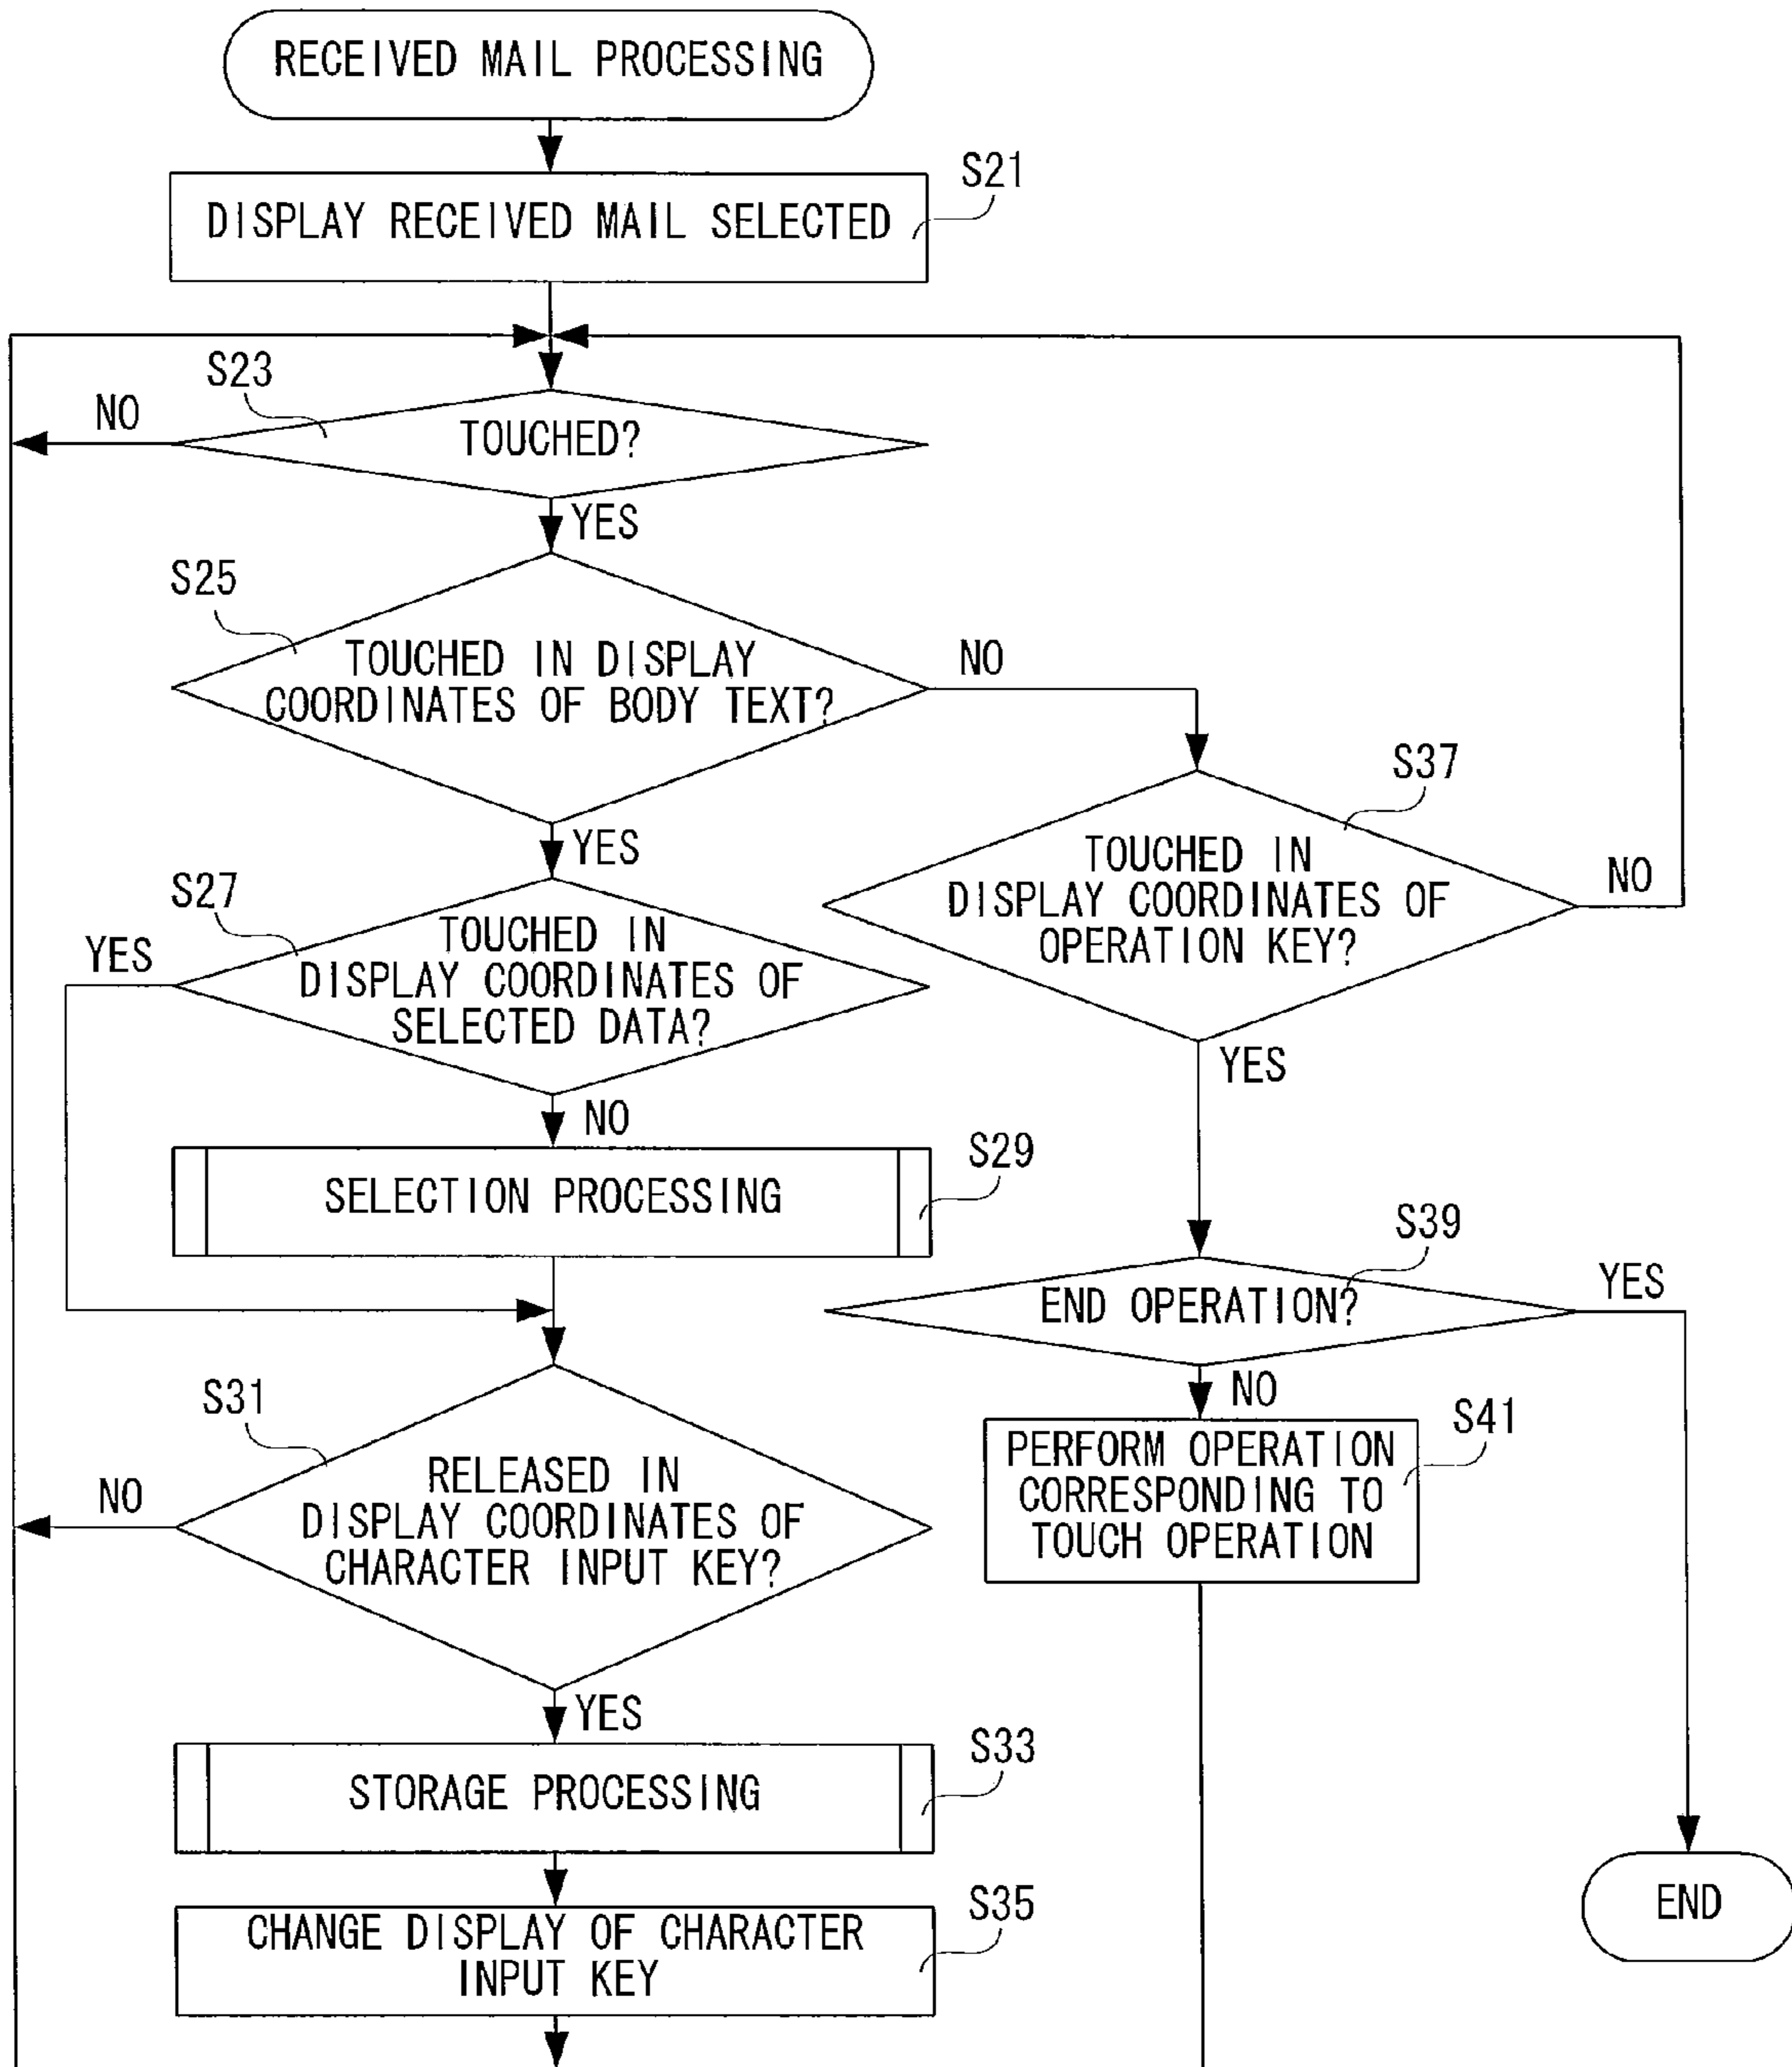 RECEIVED MAIL PROCESSING
S21
DISPLAY RECEIVED MAIL SELECTED
S23
NO
TOUCHED?
YES
S25
TOUCHED IN DISPLAY
COORDINATES OF BODY TEXT?
NO
YES
S37
TOUCHED IN
DISPLAY COORDINATES OF
OPERATION KEY?
NO
YES
S27
YES
TOUCHED IN
DISPLAY COORDINATES OF
SELECTED DATA?
NO
S29
SELECTION PROCESSING
S39
END OPERATION?
YES
NO
S31
NO
RELEASED IN
DISPLAY COORDINATES OF
CHARACTER INPUT KEY?
YES
S41
PERFORM OPERATION
CORRESPONDING TO
TOUCH OPERATION
S33
STORAGE PROCESSING
S35
CHANGE DISPLAY OF CHARACTER
INPUT KEY
END